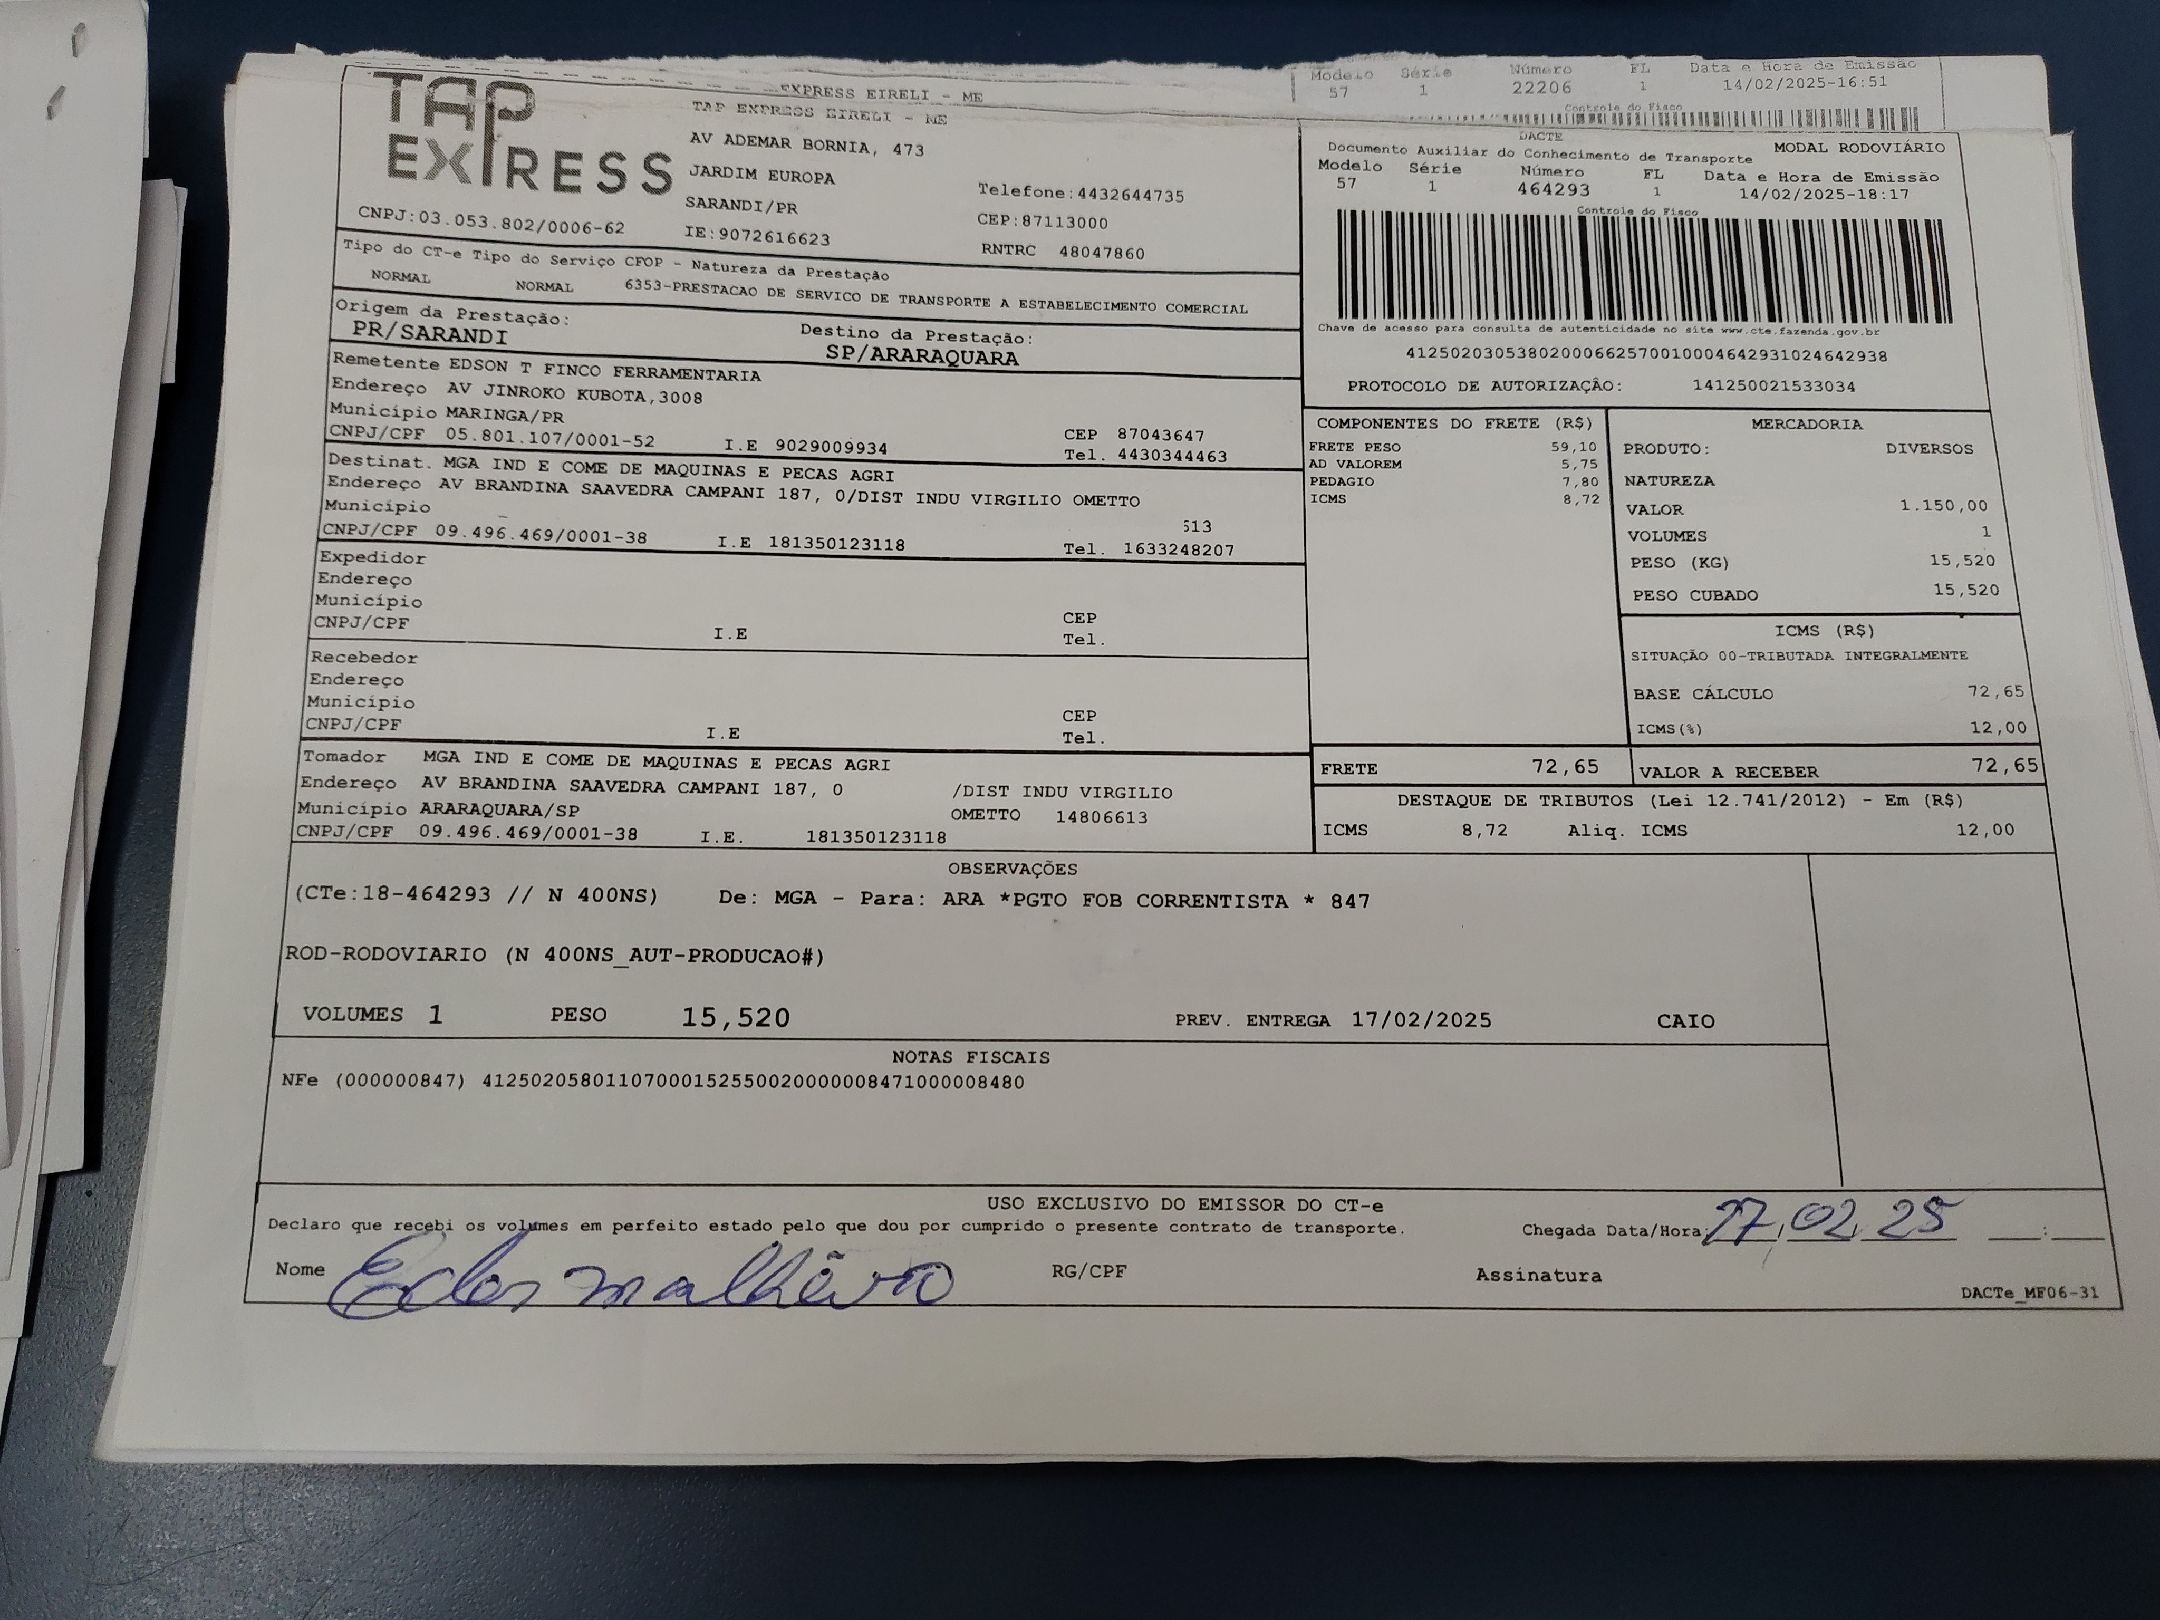 EXPRESS EIRELI - ME
Modelo Série Número FL Data e Hora de Emissão
57 1 22206 1 14/02/2025-16:51
Controle do Fisco
TAP EXPRESS
TAP EXPRESS EIRELI - ME
AV ADEMAR BORNIA, 473
JARDIM EUROPA
SARANDI/PR
IE:9072616623
CNPJ:03.053.802/0006-62
Telefone:4432644735
CEP:87113000
RNTRC 48047860
DACTE
Documento Auxiliar do Conhecimento de Transporte MODAL RODOVIÁRIO
Modelo Série Número FL Data e Hora de Emissão
57 1 464293 1 14/02/2025-18:17
Controle do Fisco
Chave de acesso para consulta de autenticidade no site www.cte.fazenda.gov.br
41250203053802000662570010004642931024642938
PROTOCOLO DE AUTORIZAÇÂO: 141250021533034
Tipo do CT-e Tipo do Serviço CFOP - Natureza da Prestação
NORMAL NORMAL 6353-PRESTACAO DE SERVICO DE TRANSPORTE A ESTABELECIMENTO COMERCIAL
Origem da Prestação: Destino da Prestação:
PR/SARANDI SP/ARARAQUARA
Remetente EDSON T FINCO FERRAMENTARIA
Endereço AV JINROKO KUBOTA,3008
Município MARINGA/PR CEP 87043647
CNPJ/CPF 05.801.107/0001-52 I.E 9029009934 Tel. 4430344463
Destinat. MGA IND E COME DE MAQUINAS E PECAS AGRI
Endereço AV BRANDINA SAAVEDRA CAMPANI 187, 0/DIST INDU VIRGILIO OMETTO
Município 513
CNPJ/CPF 09.496.469/0001-38 I.E 181350123118 Tel. 1633248207
Expedidor
Endereço
Município CEP
CNPJ/CPF I.E Tel.
Recebedor
Endereço
Município CEP
CNPJ/CPF I.E Tel.
Tomador MGA IND E COME DE MAQUINAS E PECAS AGRI
Endereço AV BRANDINA SAAVEDRA CAMPANI 187, 0 /DIST INDU VIRGILIO
Município ARARAQUARA/SP OMETTO 14806613
CNPJ/CPF 09.496.469/0001-38 I.E. 181350123118
COMPONENTES DO FRETE (R$)
FRETE PESO 59,10
AD VALOREM 5,75
PEDAGIO 7,80
ICMS 8,72
MERCADORIA
PRODUTO: DIVERSOS
NATUREZA
VALOR 1.150,00
VOLUMES 1
PESO (KG) 15,520
PESO CUBADO 15,520
ICMS (R$)
SITUAÇÃO 00-TRIBUTADA INTEGRALMENTE
BASE CÁLCULO 72,65
ICMS(%) 12,00
FRETE 72,65 VALOR A RECEBER 72,65
DESTAQUE DE TRIBUTOS (Lei 12.741/2012) - Em (R$)
ICMS 8,72 Aliq. ICMS 12,00
OBSERVAÇÕES
(CTe:18-464293 // N 400NS) De: MGA - Para: ARA *PGTO FOB CORRENTISTA * 847
ROD-RODOVIARIO (N 400NS_AUT-PRODUCAO#)
VOLUMES 1 PESO 15,520 PREV. ENTREGA 17/02/2025 CAIO
NOTAS FISCAIS
NFe (000000847) 41250205801107000152550020000008471000008480
USO EXCLUSIVO DO EMISSOR DO CT-e
Declaro que recebi os volumes em perfeito estado pelo que dou por cumprido o presente contrato de transporte. Chegada Data/Hora: 17 02 25 :
Nome RG/CPF Assinatura
DACTe_MF06-31